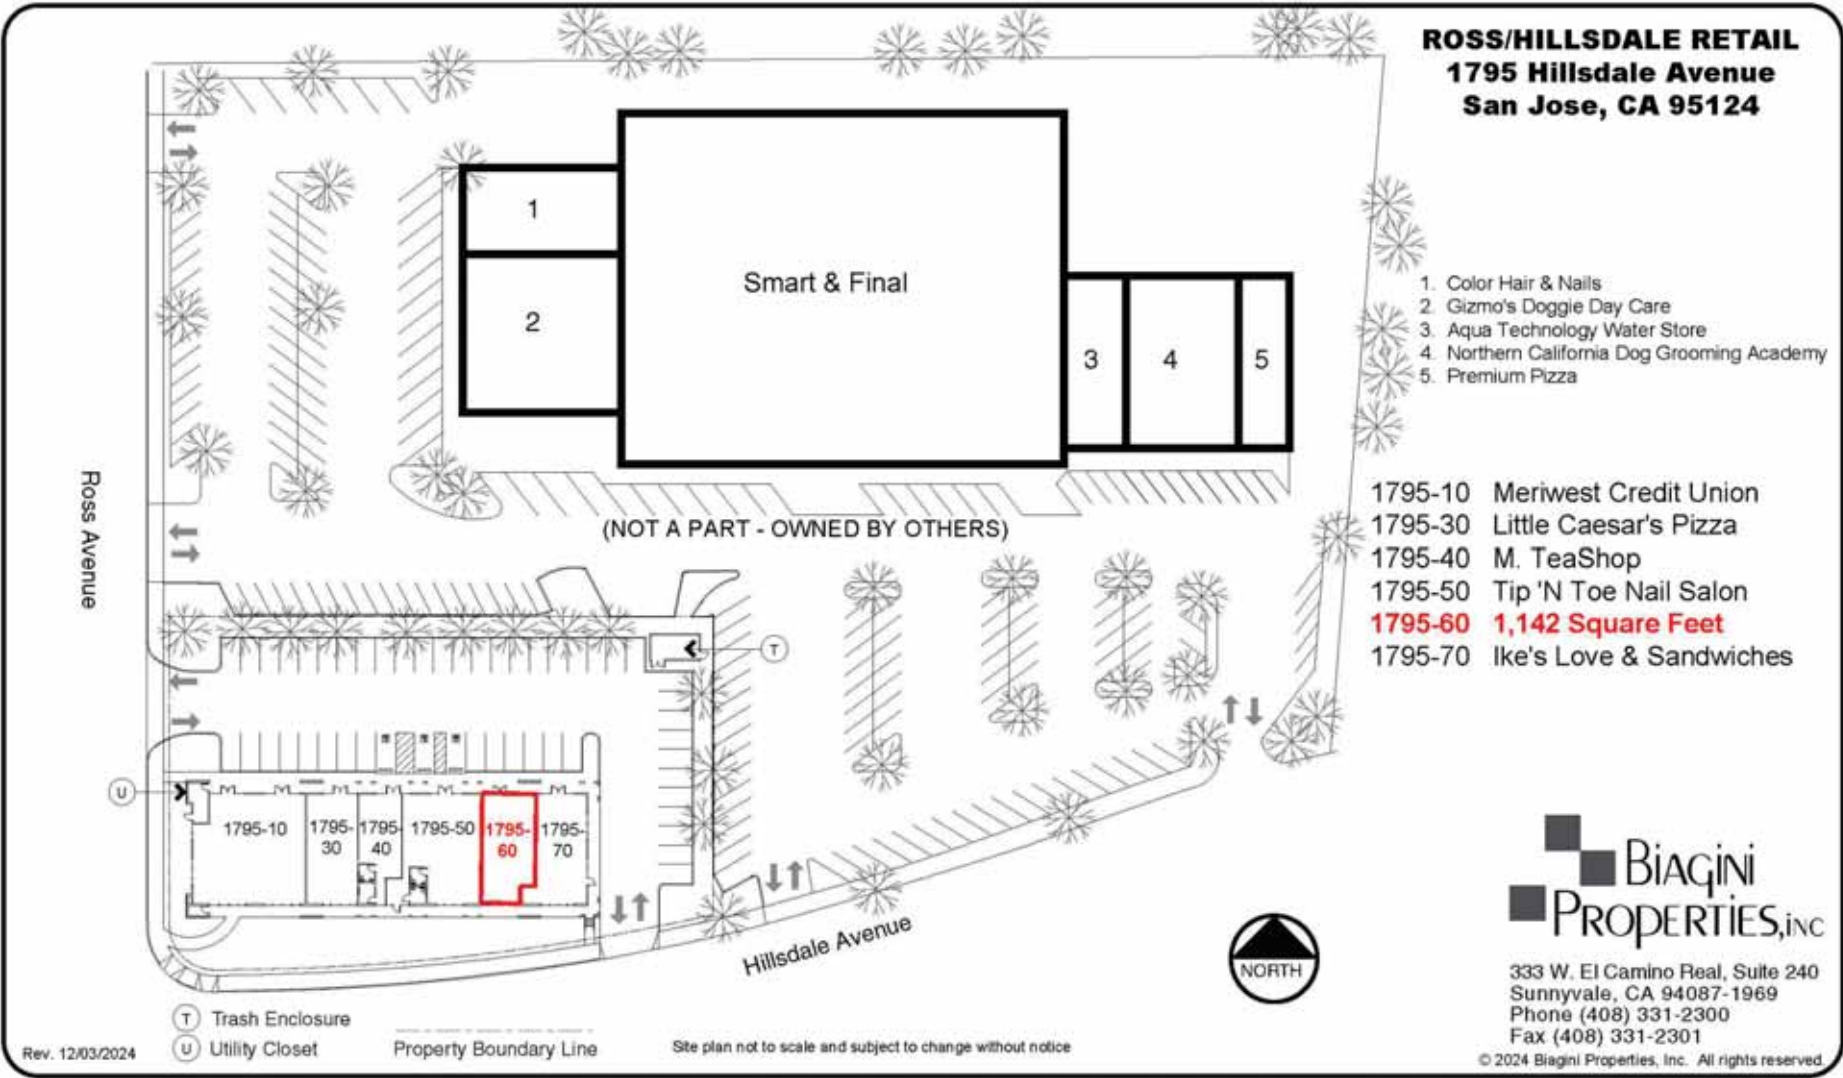 ROSS/HILLSDALE RETAIL
1795 Hillsdale Avenue
San Jose, CA 95124
1
2
Smart & Final
3
4
5
1. Color Hair & Nails
2. Gizmo's Doggie Day Care
3. Aqua Technology Water Store
4. Northern California Dog Grooming Academy
5. Premium Pizza
Ross Avenue
(NOT A PART - OWNED BY OTHERS)
1795-10 Meriwest Credit Union
1795-30 Little Caesar's Pizza
1795-40 M. TeaShop
1795-50 Tip 'N Toe Nail Salon
1795-60 1,142 Square Feet
1795-70 Ike's Love & Sandwiches
T
U
1795-10
1795-
30
1795-
40
1795-50
1795-
60
1795-
70
Hillsdale Avenue
NORTH
BIAGINI
PROPERTIES, INC
333 W. El Camino Real, Suite 240
Sunnyvale, CA 94087-1969
Phone (408) 331-2300
Fax (408) 331-2301
© 2024 Biagini Properties, Inc. All rights reserved.
T Trash Enclosure
U Utility Closet
Property Boundary Line
Site plan not to scale and subject to change without notice
Rev. 12/03/2024